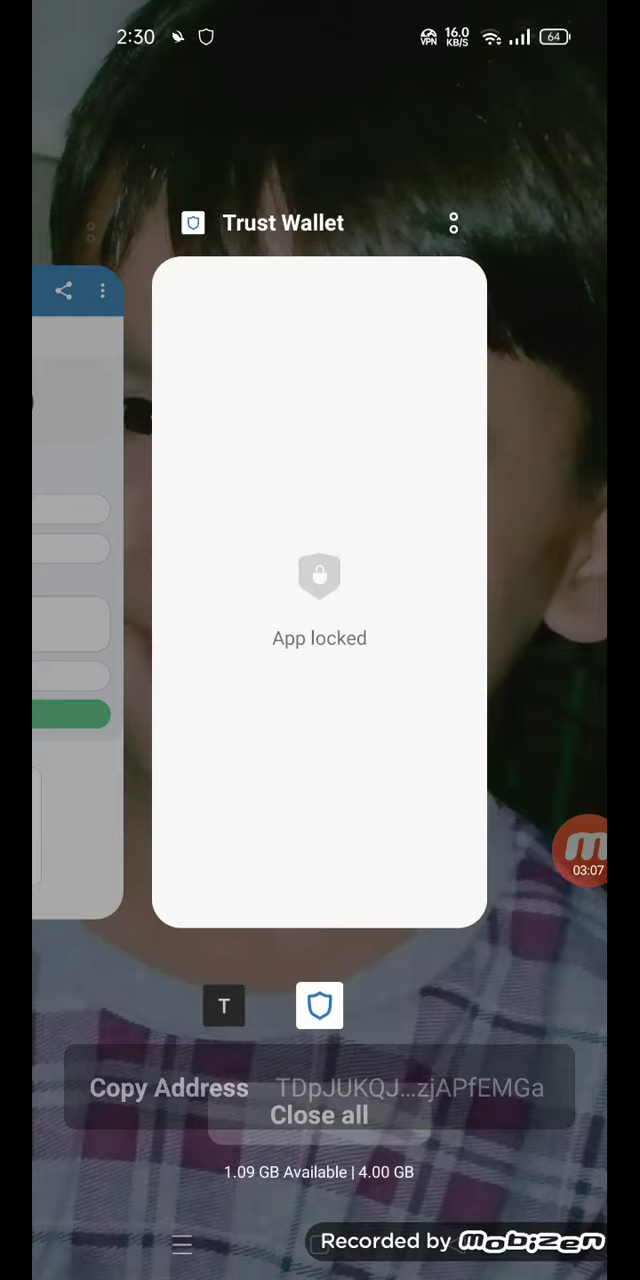 2:30
VPN 16.0 KB/S
64
Trust Wallet
App locked
m
03:07
T
Copy Address TDpJUKQJ...zjAPfEMGa
Close all
1.09 GB Available | 4.00 GB
Recorded by mobizen